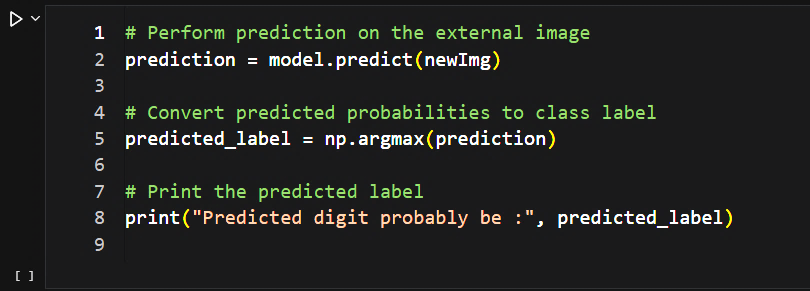 1 # Perform prediction on the external image
2 prediction = model.predict(newImg)
3
4 # Convert predicted probabilities to class label
5 predicted_label = np.argmax(prediction)
6
7 # Print the predicted label
8 print("Predicted digit probably be :", predicted_label)
9
[ ]